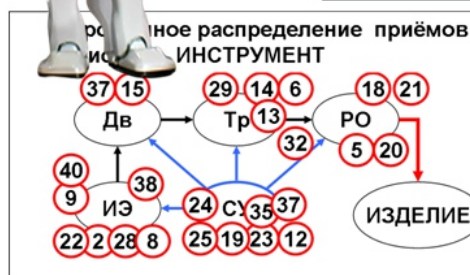 ное распределение приёмов
ИНСТРУМЕНТ
37 15 29 14 6 18 21
Дв Тр 13 РО
32 5 20
40
9 38 24 35 37
ИЭ ИЗДЕЛИЕ
22 2 28 8 25 19 23 12